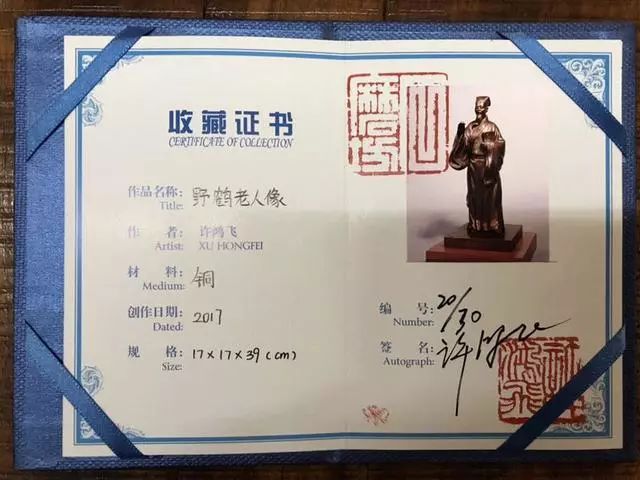 收藏证书
CERTIFICATE OF COLLECTION
作品名称: 野鹤老人像
Title:
作 者: 许鸿飞
Artist: XU HONGFEI
材 料: 铜
Medium:
创作日期: 2017
Dated:
规 格: 17×17×39(cm)
Size:
编 号: 20/30
Number:
签 名: 许鸿飞
Autograph: